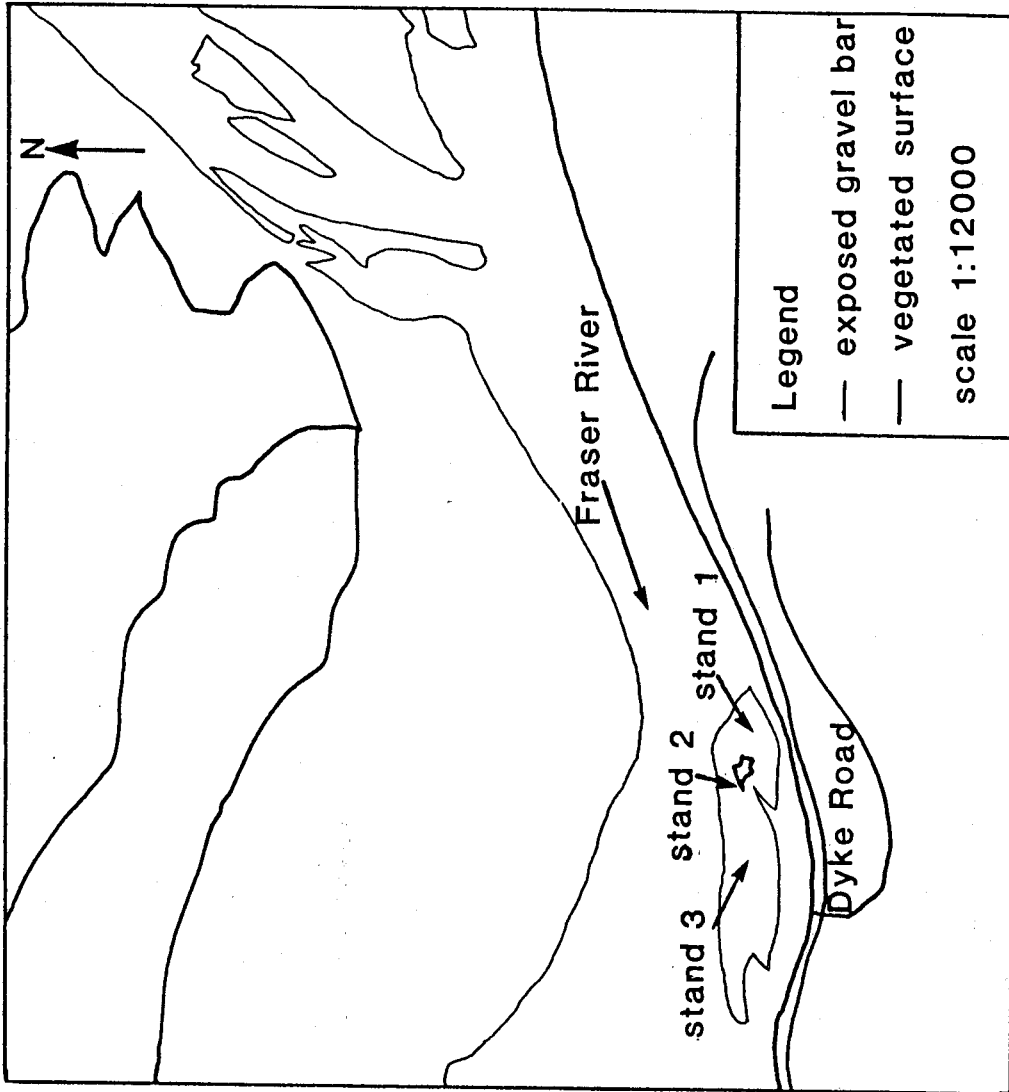 N
Fraser River
stand 1
stand 2
stand 3
Dyke Road
Legend
— exposed gravel bar
— vegetated surface
scale 1:12000